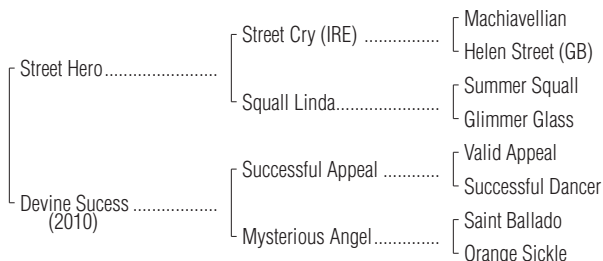 Machiavellian
Street Cry (IRE) ................
Helen Street (GB)
Street Hero........................
Summer Squall
Squall Linda......................
Glimmer Glass
Valid Appeal
Successful Appeal ............
Successful Dancer
Devine Sucess ..................
(2010)
Saint Ballado
Mysterious Angel..............
Orange Sickle